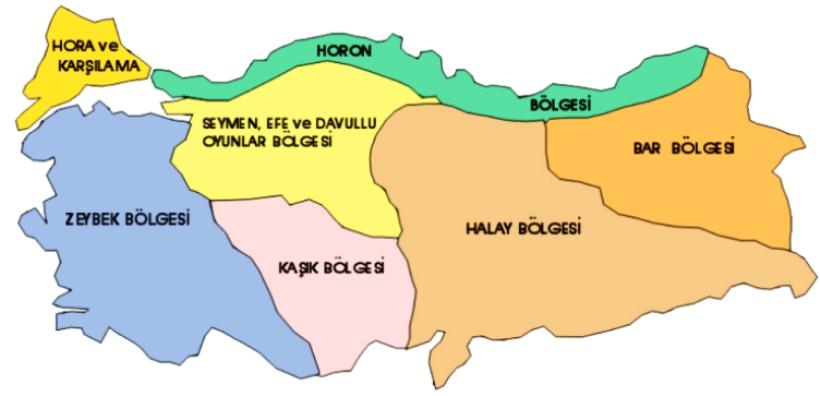 HORA ve
KARŞILAMA
HORON
BÖLGESİ
SEYMEN, EFE ve DAVULLU
OYUNLAR BÖLGESİ
BAR BÖLGESİ
ZEYBEK BÖLGESİ
HALAY BÖLGESİ
KAŞIK BÖLGESİ